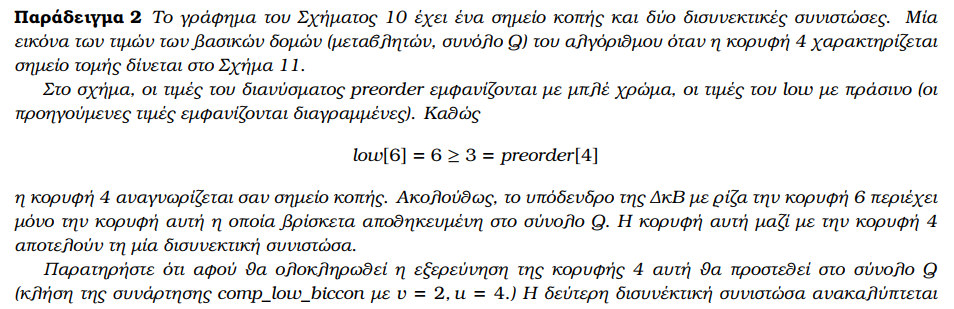 Παράδειγμα 2 Το γράφημα του Σχήματος 10 έχει ένα σημείο κοπής και δύο δισυνεκτικές συνιστώσες. Μία
εικόνα των τιμών των βασικών δομών (μεταβλητών, συνόλο Q) του αλγόριθμου όταν η κορυφή 4 χαρακτηρίζεται
σημείο τομής δίνεται στο Σχήμα 11.
Στο σχήμα, οι τιμές του διανύσματος preorder εμφανίζονται με μπλέ χρώμα, οι τιμές του low με πράσινο (οι
προηγούμενες τιμές εμφανίζονται διαγραμμένες). Καθώς
low[6] = 6 ≥ 3 = preorder[4]
η κορυφή 4 αναγνωρίζεται σαν σημείο κοπής. Ακολούθως, το υπόδενδρο της ΔκΒ με ρίζα την κορυφή 6 περιέχει
μόνο την κορυφή αυτή η οποία βρίσκετα αποθηκευμένη στο σύνολο Q. Η κορυφή αυτή μαζί με την κορυφή 4
αποτελούν τη μία δισυνεκτική συνιστώσα.
Παρατηρήστε ότι αφού θα ολοκληρωθεί η εξερεύνηση της κορυφής 4 αυτή θα προστεθεί στο σύνολο Q
(κλήση της συνάρτησης comp_low_biccon με v = 2, u = 4.) Η δεύτερη δισυνέκτική συνιστώσα ανακαλύπτεται